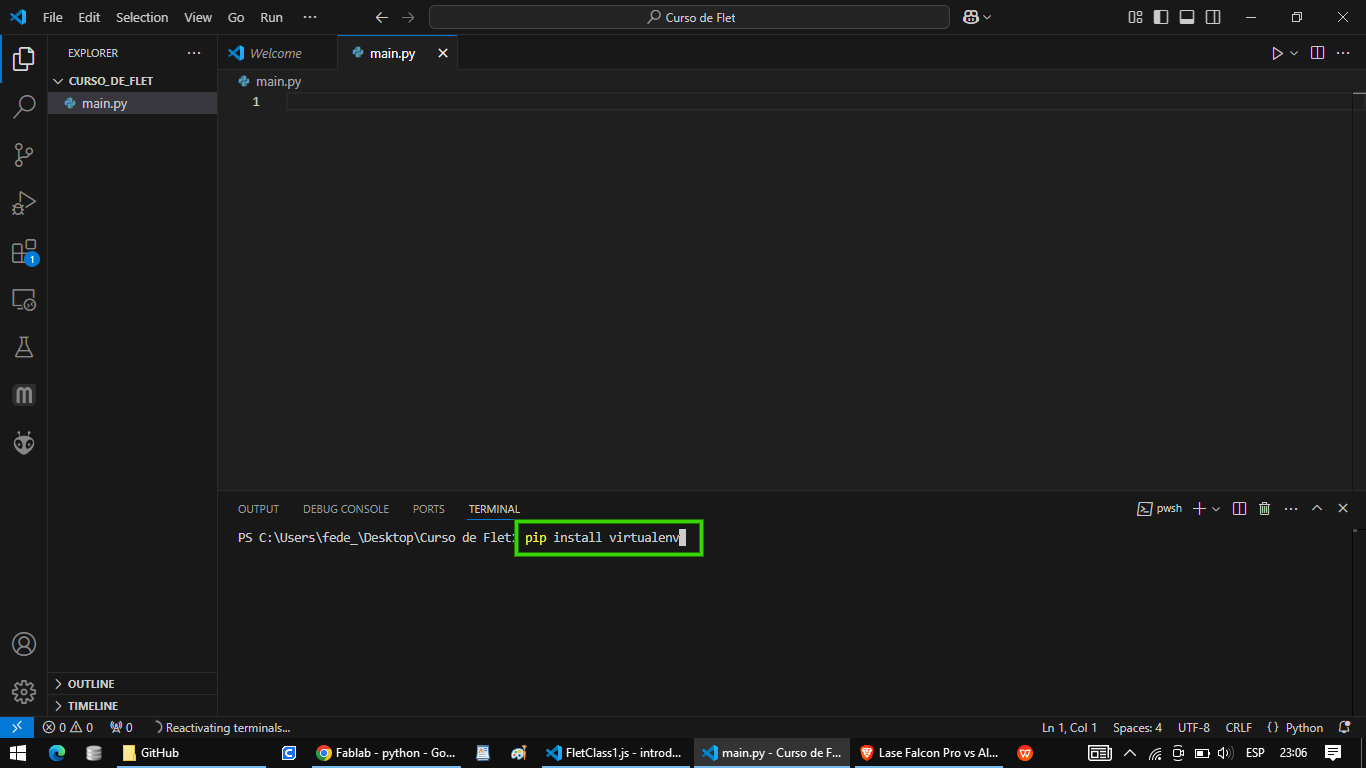 File Edit Selection View Go Run ···
Curso de Flet
EXPLORER ···
Welcome
main.py
CURSO_DE_FLET
main.py
main.py
1
1
OUTPUT DEBUG CONSOLE PORTS TERMINAL
pwsh
PS C:\Users\fede_\Desktop\Curso de Flet> pip install virtualenv
OUTLINE
TIMELINE
0 0 0 Reactivating terminals...
Ln 1, Col 1 Spaces: 4 UTF-8 CRLF {} Python
GitHub
Fablab - python - Go...
FletClass1.js - introd...
main.py - Curso de F...
Lase Falcon Pro vs Al...
ESP 23:06